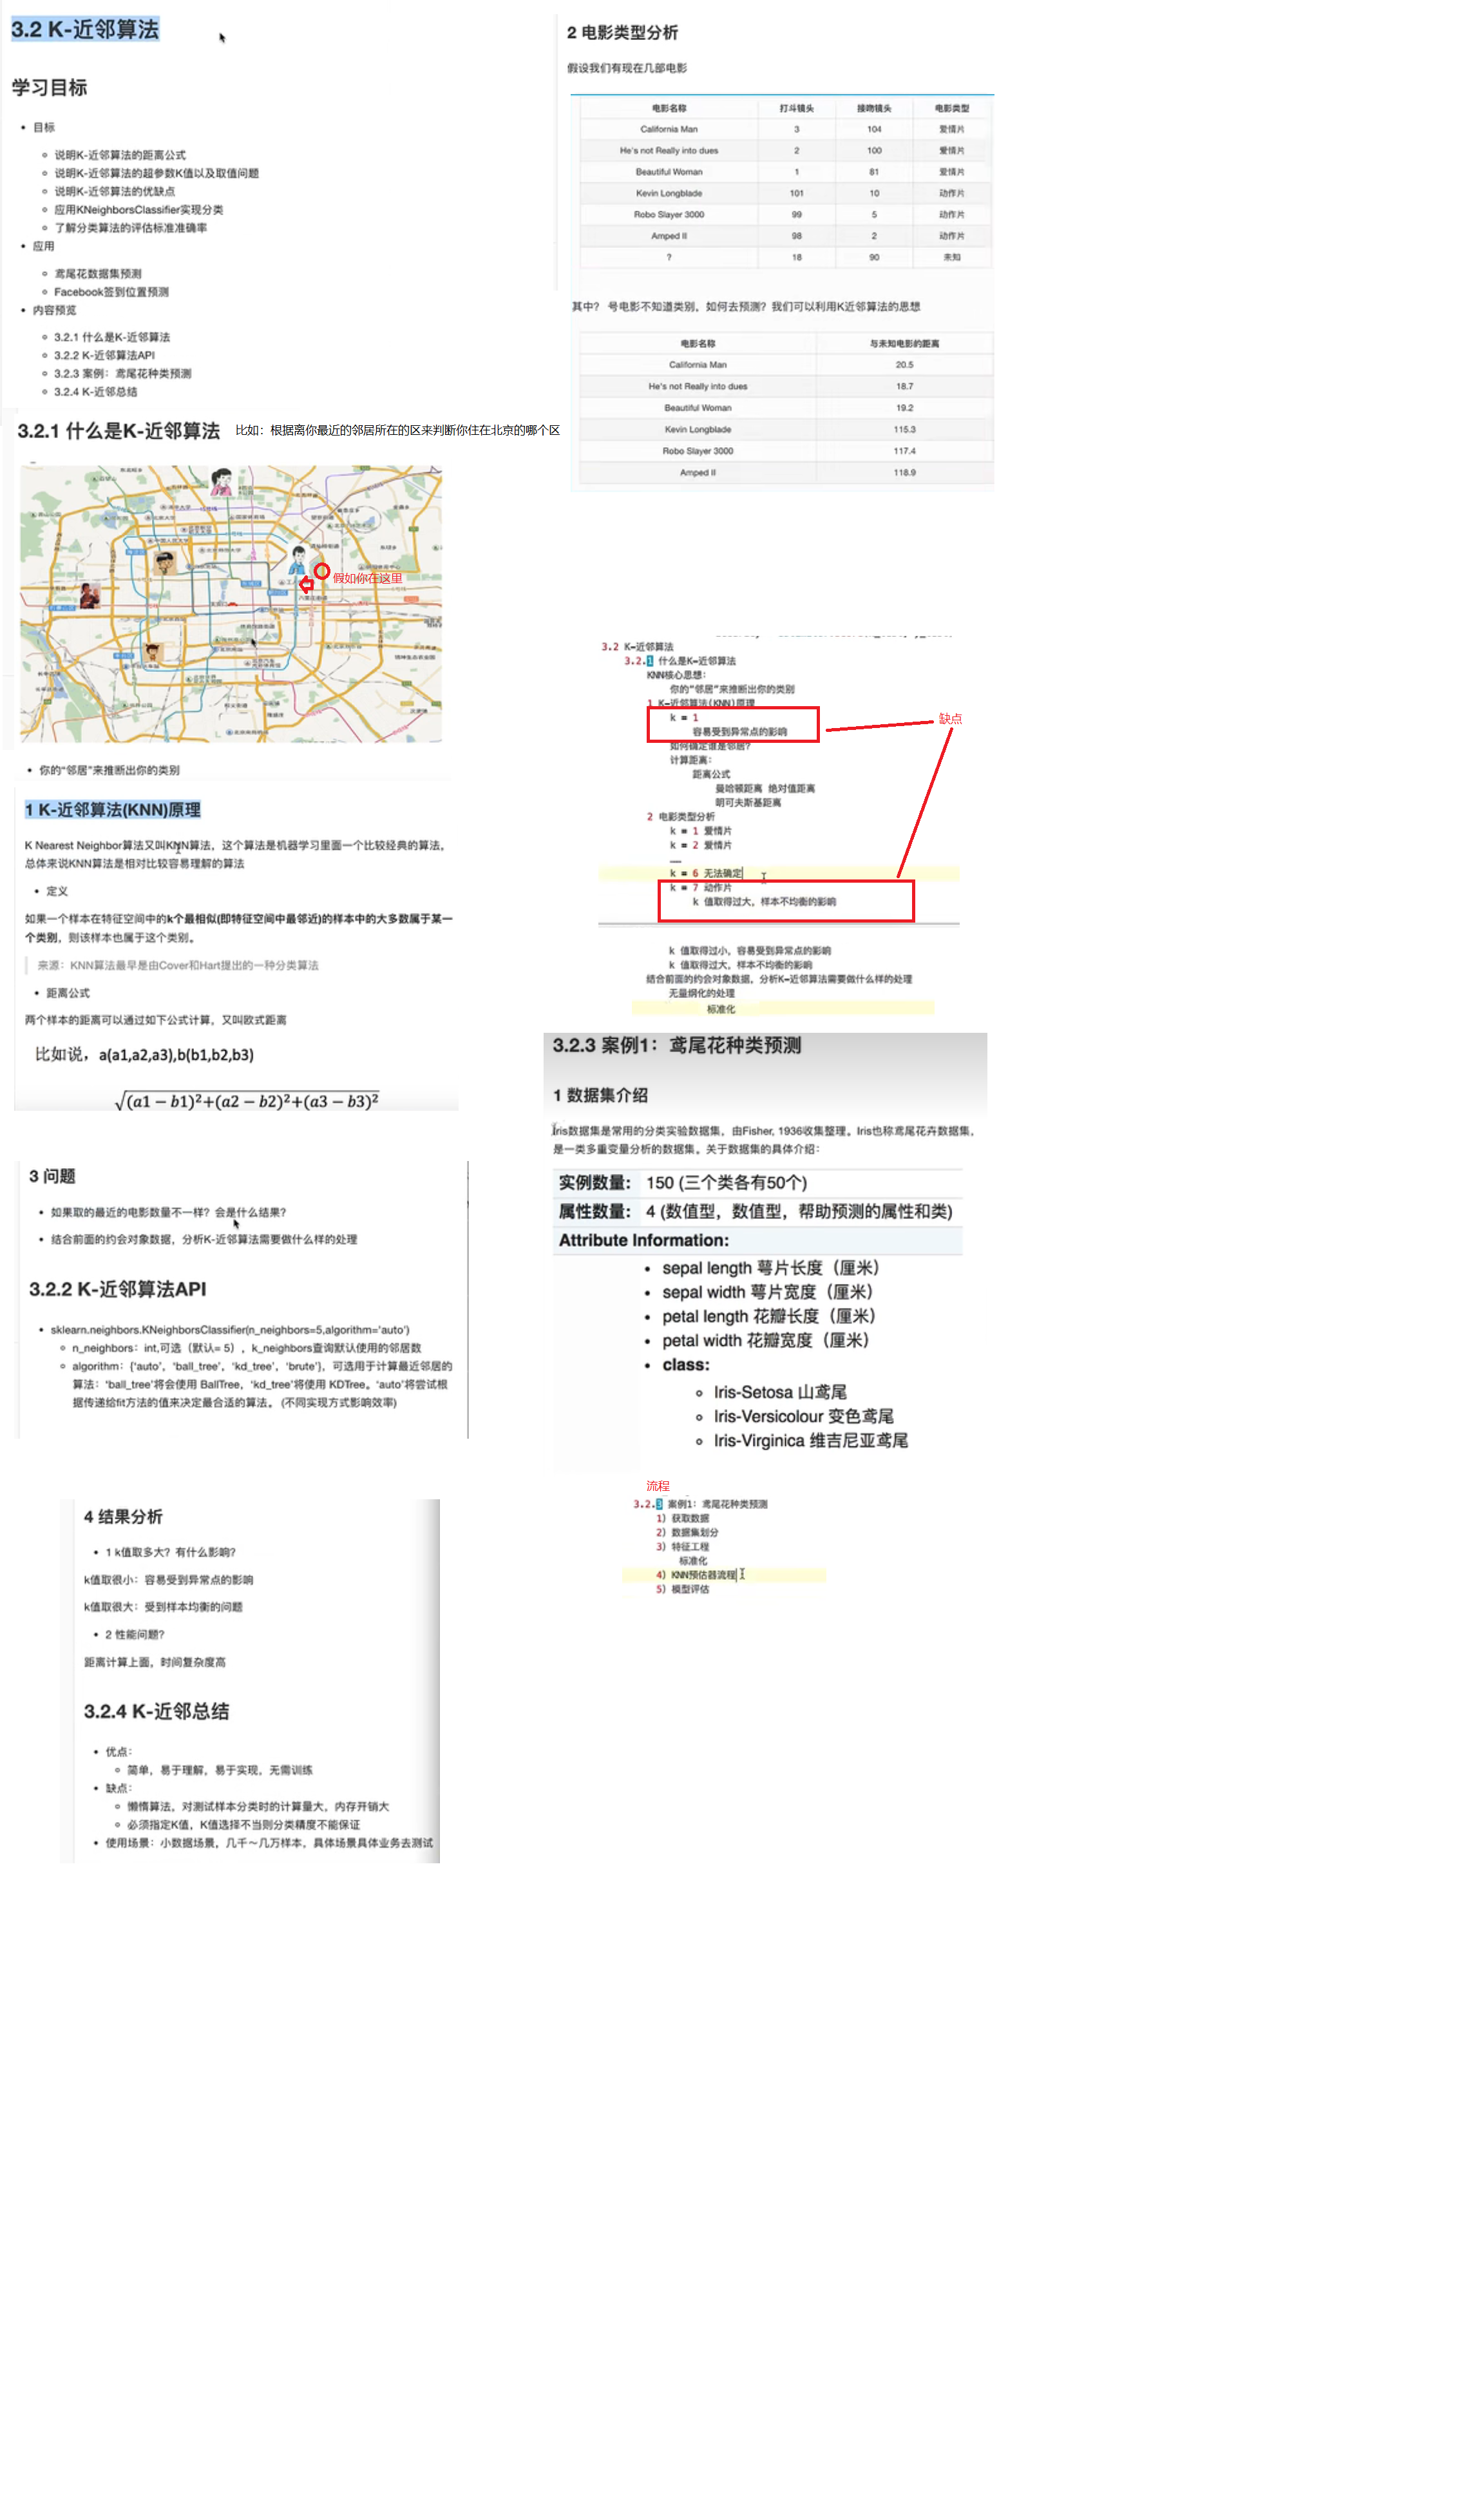 3.2 K-近邻算法
学习目标
目标
说明K-近邻算法的距离公式
说明K-近邻算法的超参数K值以及取值问题
说明K-近邻算法的优缺点
应用KNeighborsClassifier实现分类
了解分类算法的评估标准准确率
应用
鸢尾花数据集预测
Facebook签到位置预测
内容预览
3.2.1 什么是K-近邻算法
3.2.2 K-近邻算法API
3.2.3 案例：鸢尾花种类预测
3.2.4 K-近邻总结
3.2.1 什么是K-近邻算法
比如：根据离你最近的邻居所在的区来判断你住在北京的哪个区
假如你在这里
你的“邻居”来推断出你的类别
1 K-近邻算法(KNN)原理
K Nearest Neighbor算法又叫KNN算法，这个算法是机器学习里面一个比较经典的算法，
总体来说KNN算法是相对比较容易理解的算法
定义
如果一个样本在特征空间中的k个最相似(即特征空间中最邻近)的样本中的大多数属于某一
个类别，则该样本也属于这个类别。
来源：KNN算法最早是由Cover和Hart提出的一种分类算法
距离公式
两个样本的距离可以通过如下公式计算，又叫欧式距离
比如说，a(a1,a2,a3),b(b1,b2,b3)
√(a1 − b1)²+(a2 − b2)²+(a3 − b3)²
3 问题
如果取的最近的电影数量不一样？会是什么结果？
结合前面的约会对象数据，分析K-近邻算法需要做什么样的处理
3.2.2 K-近邻算法API
sklearn.neighbors.KNeighborsClassifier(n_neighbors=5,algorithm='auto')
n_neighbors：int,可选（默认= 5），k_neighbors查询默认使用的邻居数
algorithm：{'auto'，'ball_tree'，'kd_tree'，'brute'}，可选用于计算最近邻居的
算法：'ball_tree'将会使用 BallTree，'kd_tree'将使用 KDTree。'auto'将尝试根
据传递给fit方法的值来决定最合适的算法。 (不同实现方式影响效率)
4 结果分析
1 k值取多大？有什么影响？
k值取很小：容易受到异常点的影响
k值取很大：受到样本均衡的问题
2 性能问题？
距离计算上面，时间复杂度高
3.2.4 K-近邻总结
优点：
简单，易于理解，易于实现，无需训练
缺点：
懒惰算法，对测试样本分类时的计算量大，内存开销大
必须指定K值，K值选择不当则分类精度不能保证
使用场景：小数据场景，几千～几万样本，具体场景具体业务去测试
2 电影类型分析
假设我们有现在几部电影
电影名称 打斗镜头 接吻镜头 电影类型
California Man 3 104 爱情片
He's not Really into dues 2 100 爱情片
Beautiful Woman 1 81 爱情片
Kevin Longblade 101 10 动作片
Robo Slayer 3000 99 5 动作片
Amped II 98 2 动作片
? 18 90 未知
其中？ 号电影不知道类别，如何去预测？我们可以利用K近邻算法的思想
电影名称 与未知电影的距离
California Man 20.5
He's not Really into dues 18.7
Beautiful Woman 19.2
Kevin Longblade 115.3
Robo Slayer 3000 117.4
Amped II 118.9
3.2 K-近邻算法
3.2.1 什么是K-近邻算法
KNN核心思想：
你的“邻居”来推断出你的类别
1 K-近邻算法(KNN)原理
k = 1
容易受到异常点的影响
缺点
如何确定谁是邻居？
计算距离：
距离公式
曼哈顿距离 绝对值距离
明可夫斯基距离
2 电影类型分析
k = 1 爱情片
k = 2 爱情片
……
k = 6 无法确定
k = 7 动作片
k 值取得过大，样本不均衡的影响
k 值取得过小，容易受到异常点的影响
k 值取得过大，样本不均衡的影响
结合前面的约会对象数据，分析K-近邻算法需要做什么样的处理
无量纲化的处理
标准化
3.2.3 案例1：鸢尾花种类预测
1 数据集介绍
Iris数据集是常用的分类实验数据集，由Fisher, 1936收集整理。Iris也称鸢尾花卉数据集，
是一类多重变量分析的数据集。关于数据集的具体介绍：
实例数量： 150 (三个类各有50个)
属性数量： 4 (数值型，数值型，帮助预测的属性和类)
Attribute Information:
sepal length 萼片长度（厘米）
sepal width 萼片宽度（厘米）
petal length 花瓣长度（厘米）
petal width 花瓣宽度（厘米）
class:
Iris-Setosa 山鸢尾
Iris-Versicolour 变色鸢尾
Iris-Virginica 维吉尼亚鸢尾
流程
3.2.3 案例1：鸢尾花种类预测
1）获取数据
2）数据集划分
3）特征工程
标准化
4）KNN预估器流程
5）模型评估